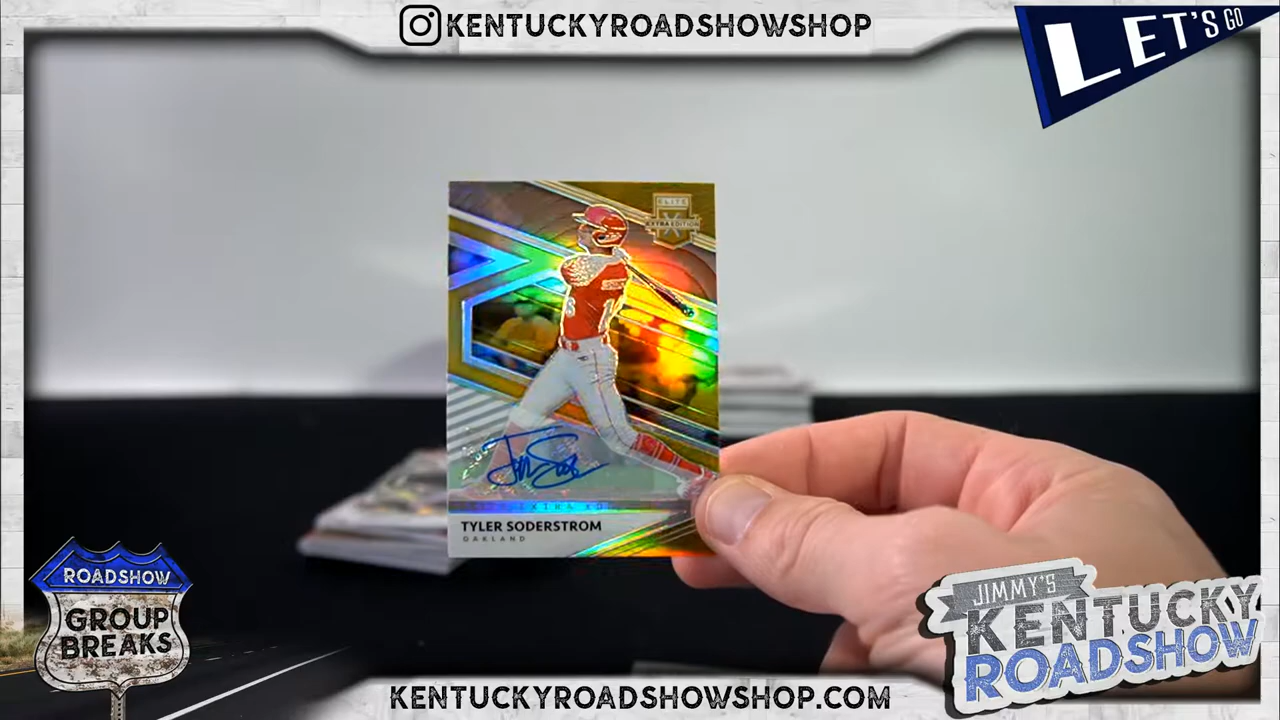 KENTUCKYROADSHOWSHOP
LET'S GO
ELITE
EXTRA EDITION
X
TYLER SODERSTROM
OAKLAND
ROADSHOW
GROUP
BREAKS
JIMMY'S
KENTUCKY
ROADSHOW
KENTUCKYROADSHOWSHOP.COM